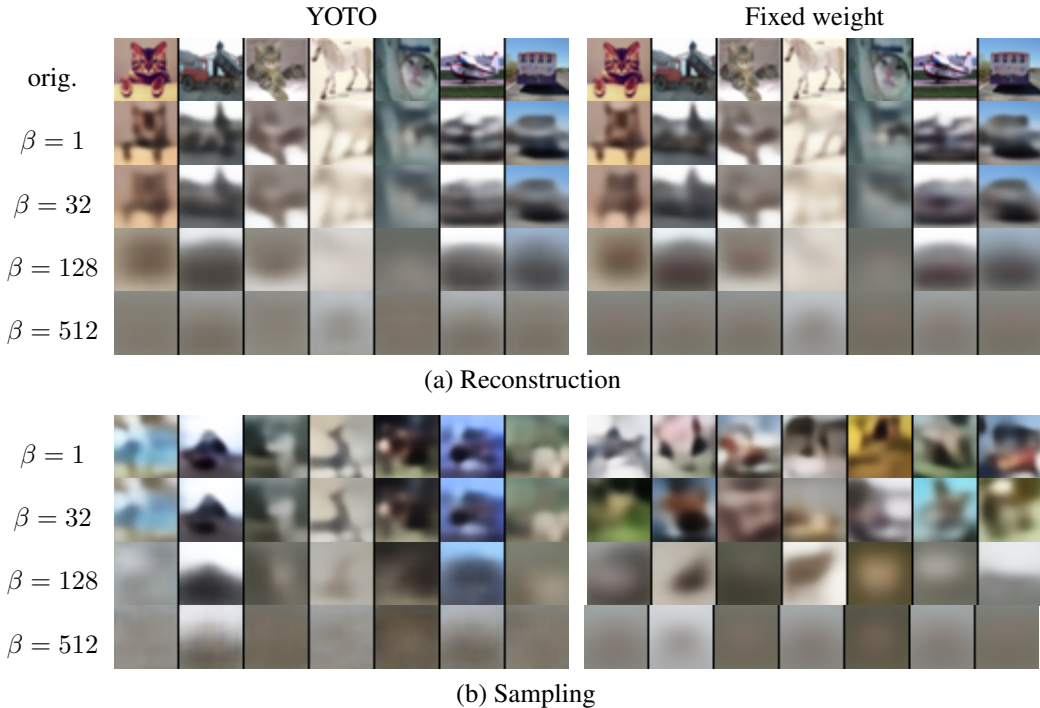 YOTO Fixed weight
orig.
β = 1
β = 32
β = 128
β = 512
(a) Reconstruction
β = 1
β = 32
β = 128
β = 512
(b) Sampling